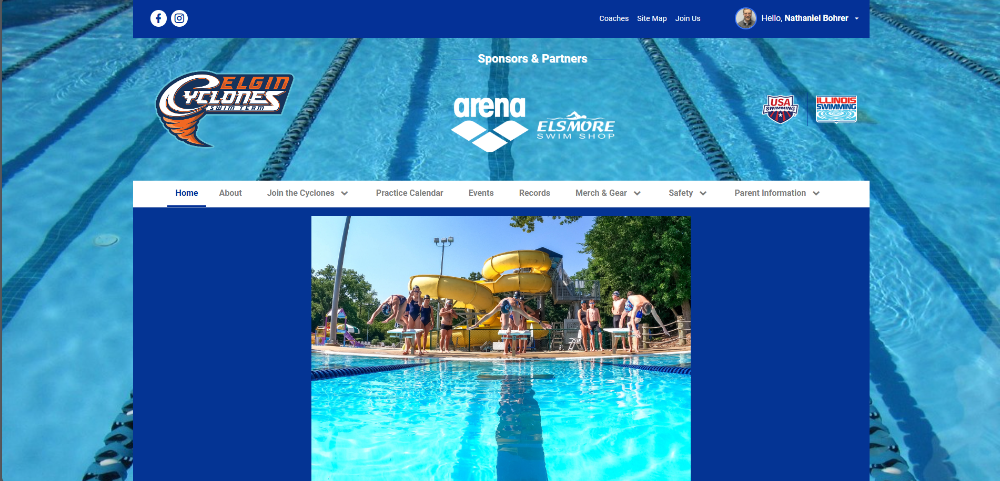 Coaches Site Map Join Us Hello, Nathaniel Bohrer
Sponsors & Partners
ELGIN
CYCLONES
SWIM TEAM
arena
ELSMORE
SWIM SHOP
USA
SWIMMING
ILLINOIS
SWIMMING
Home About Join the Cyclones Practice Calendar Events Records Merch & Gear Safety Parent Information